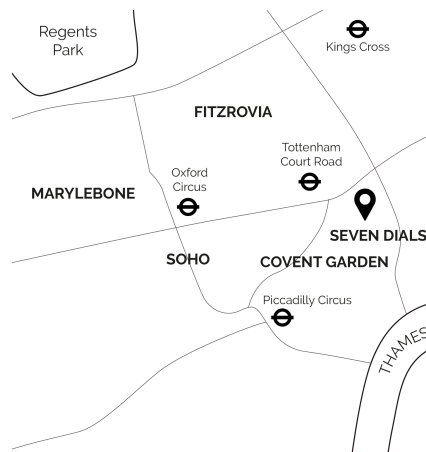 Regents
Park
Kings Cross
FITZROVIA
Tottenham
Court Road
Oxford
Circus
MARYLEBONE
SEVEN DIALS
SOHO
COVENT GARDEN
Piccadilly Circus
THAMES